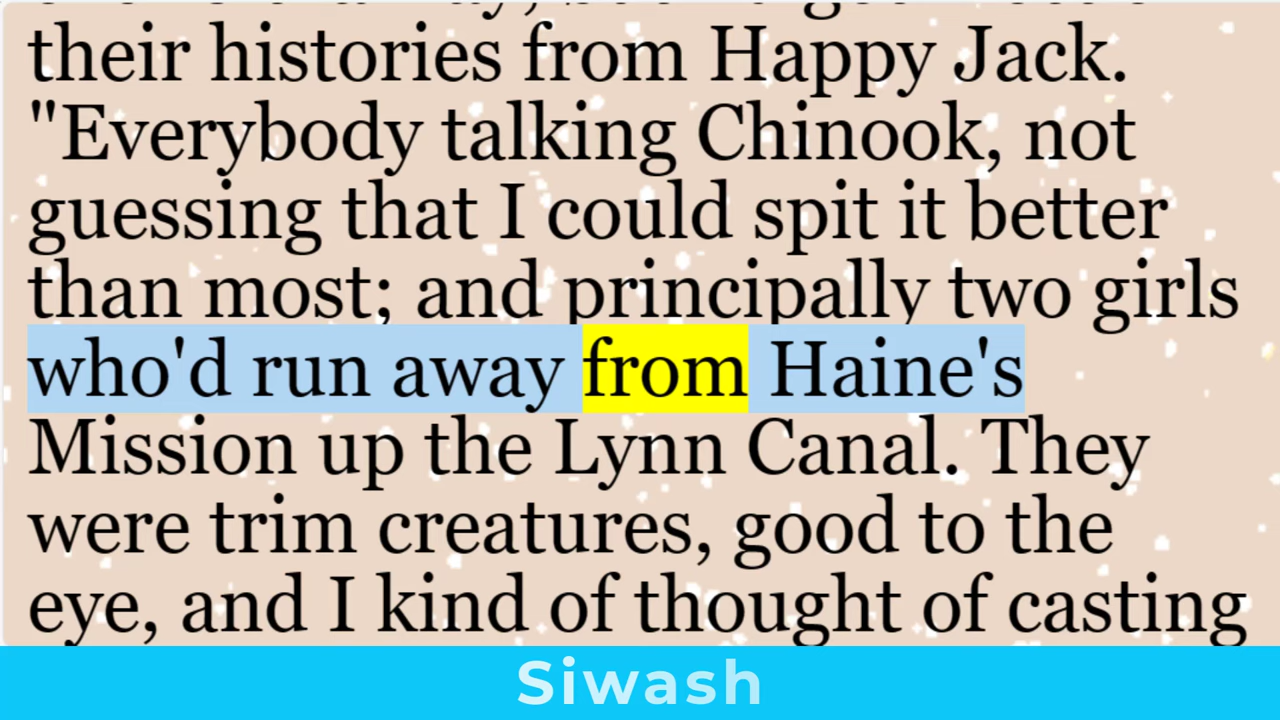 their histories from Happy Jack.
"Everybody talking Chinook, not
guessing that I could spit it better
than most; and principally two girls
who'd run away from Haine's
Mission up the Lynn Canal. They
were trim creatures, good to the
eye, and I kind of thought of casting
Siwash